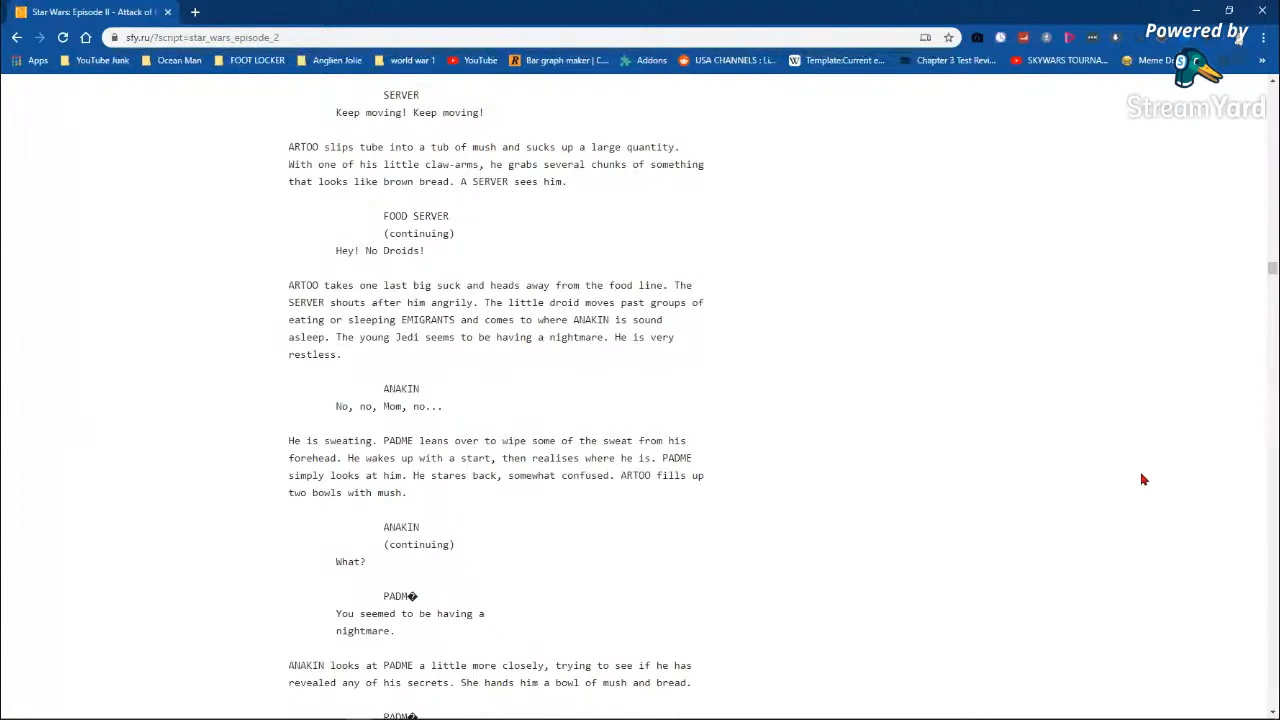 Star Wars: Episode II - Attack of
Powered by
sfy.ru/?script=star_wars_episode_2
Apps YouTube Junk Ocean Man FOOT LOCKER Anglien Jolie world war 1 YouTube Bar graph maker | C... Addons USA CHANNELS : Li... Template:Current e... Chapter 3 Test Revi... SKYWARS TOURNA... Meme De
StreamYard
SERVER
Keep moving! Keep moving!
ARTOO slips tube into a tub of mush and sucks up a large quantity.
With one of his little claw-arms, he grabs several chunks of something
that looks like brown bread. A SERVER sees him.
FOOD SERVER
(continuing)
Hey! No Droids!
ARTOO takes one last big suck and heads away from the food line. The
SERVER shouts after him angrily. The little droid moves past groups of
eating or sleeping EMIGRANTS and comes to where ANAKIN is sound
asleep. The young Jedi seems to be having a nightmare. He is very
restless.
ANAKIN
No, no, Mom, no...
He is sweating. PADME leans over to wipe some of the sweat from his
forehead. He wakes up with a start, then realises where he is. PADME
simply looks at him. He stares back, somewhat confused. ARTOO fills up
two bowls with mush.
ANAKIN
(continuing)
What?
PADM�
You seemed to be having a
nightmare.
ANAKIN looks at PADME a little more closely, trying to see if he has
revealed any of his secrets. She hands him a bowl of mush and bread.
PADM�